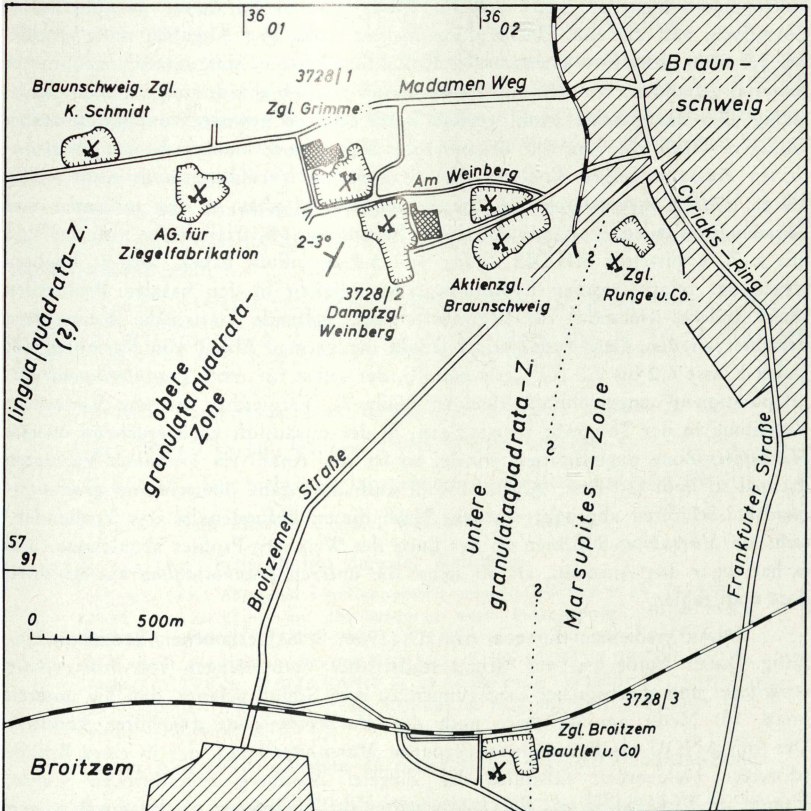 36
01
36
02
Braun-
schweig
Braunschweig. Zgl.
K. Schmidt
3728/1
Zgl. Grimme
Madamen Weg
Am Weinberg
Cyriaks-Ring
AG. für
Ziegelfabrikation
2-3°
3728/2
Dampfzgl.
Weinberg
Aktienzgl.
Braunschweig
?
Zgl.
Runge u. Co.
lingua/quadrata-Z
(?)
obere
granulataquadrata-
Zone
untere
granulataquadrata-Z
?
Marsupites Zone
Broitzemer Straße
Frankfurter Straße
57
91
0 500m
?
3728/3
Zgl. Broitzem
(Bautler u. Co)
Broitzem